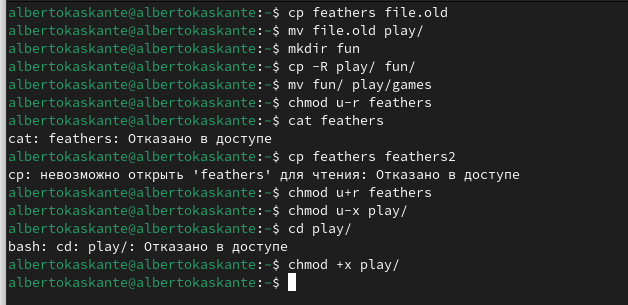 albertokaskante@albertokaskante:~$ cp feathers file.old
albertokaskante@albertokaskante:~$ mv file.old play/
albertokaskante@albertokaskante:~$ mkdir fun
albertokaskante@albertokaskante:~$ cp -R play/ fun/
albertokaskante@albertokaskante:~$ mv fun/ play/games
albertokaskante@albertokaskante:~$ chmod u-r feathers
albertokaskante@albertokaskante:~$ cat feathers
cat: feathers: Отказано в доступе
albertokaskante@albertokaskante:~$ cp feathers feathers2
cp: невозможно открыть 'feathers' для чтения: Отказано в доступе
albertokaskante@albertokaskante:~$ chmod u+r feathers
albertokaskante@albertokaskante:~$ chmod u-x play/
albertokaskante@albertokaskante:~$ cd play/
bash: cd: play/: Отказано в доступе
albertokaskante@albertokaskante:~$ chmod +x play/
albertokaskante@albertokaskante:~$